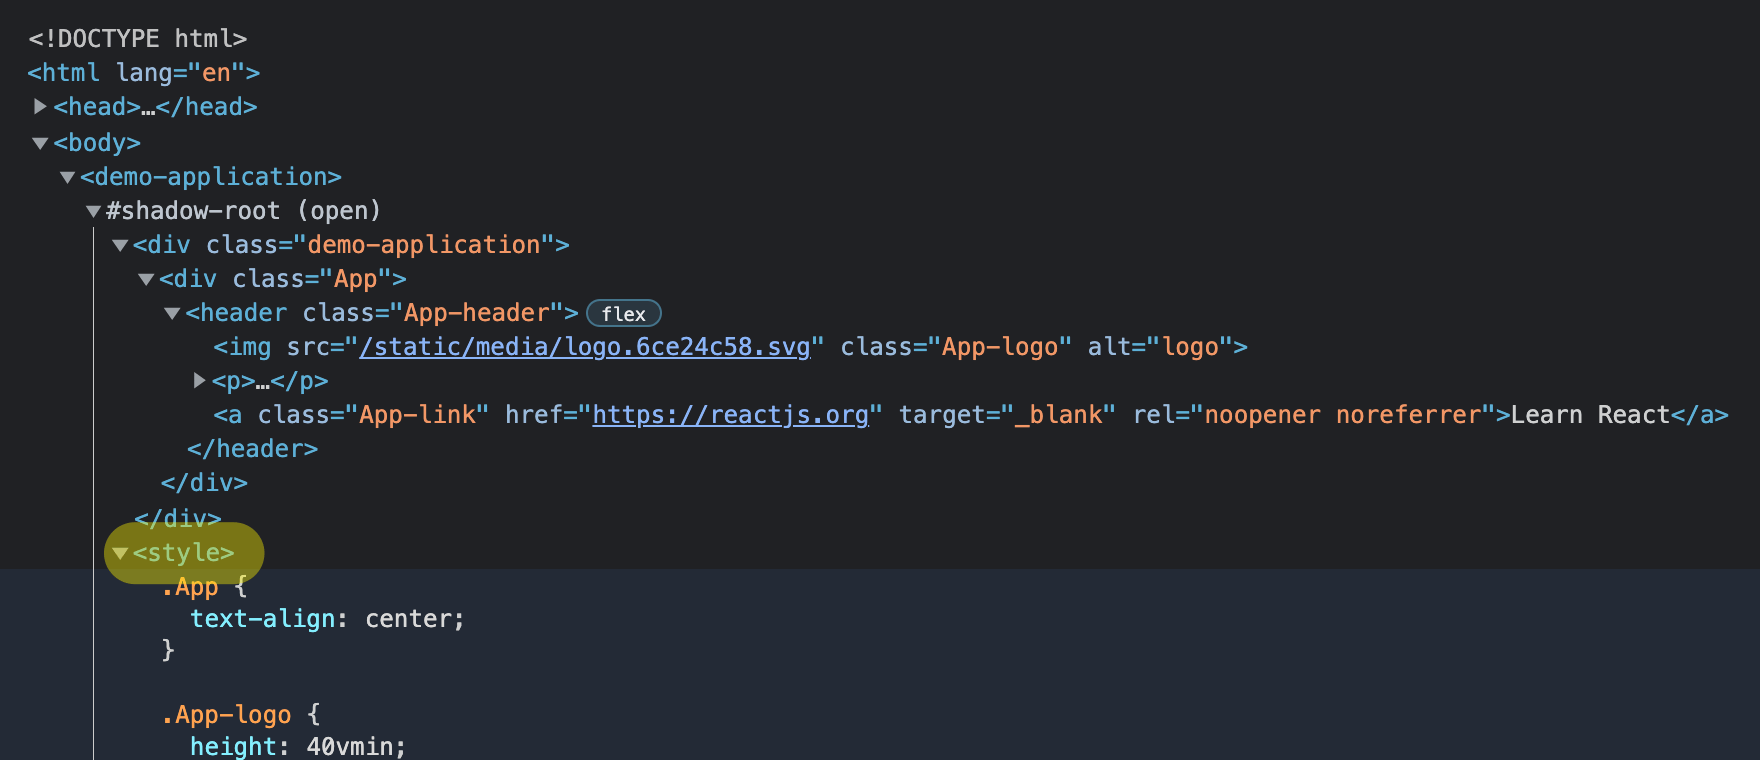 <!DOCTYPE html>
<html lang="en">
<head>…</head>
<body>
<demo-application>
#shadow-root (open)
<div class="demo-application">
<div class="App">
<header class="App-header"> flex
<img src="/static/media/logo.6ce24c58.svg" class="App-logo" alt="logo">
<p>…</p>
<a class="App-link" href="https://reactjs.org" target="_blank" rel="noopener noreferrer">Learn React</a>
</header>
</div>
</div>
<style>
.App {
text-align: center;
}
.App-logo {
height: 40vmin;